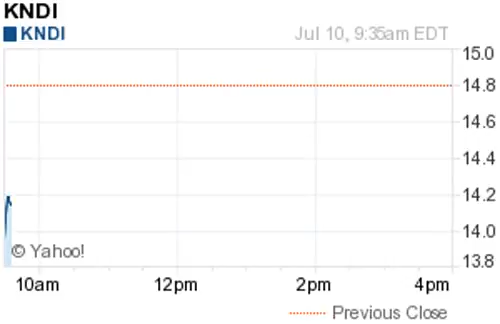 KNDI
KNDI Jul 10, 9:35am EDT
15.0
14.8
14.6
14.4
14.2
14.0
13.8
© Yahoo!
10am 12pm 2pm 4pm
Previous Close